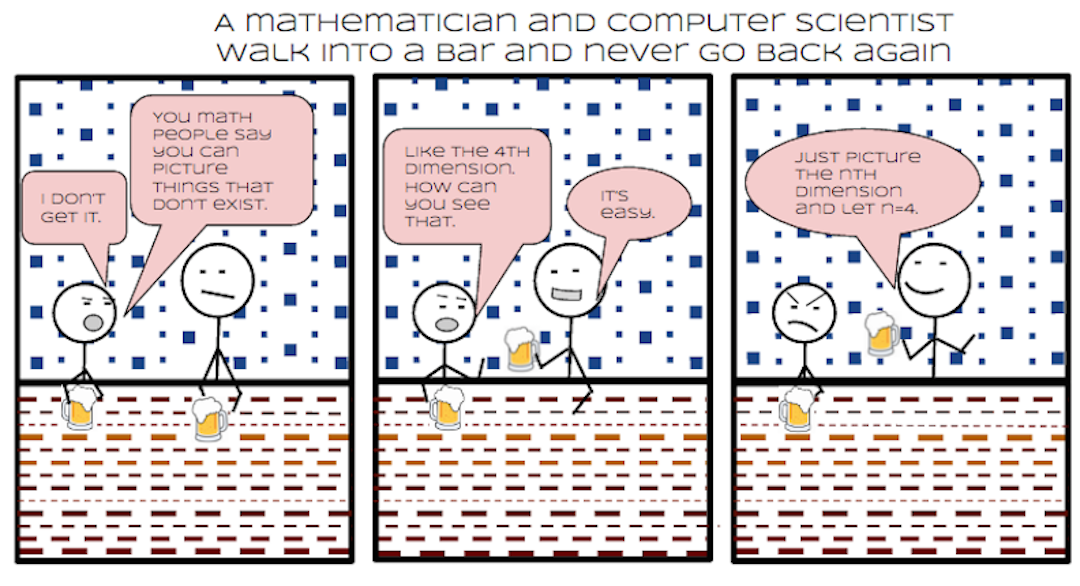 A mathematician and computer scientist
walk into a bar and never go back again
I don't
get it.
You math
people say
you can
picture
things that
don't exist.
Like the 4th
dimension.
How can
you see
that.
It's
easy.
Just picture
the nth
dimension
and let n=4.